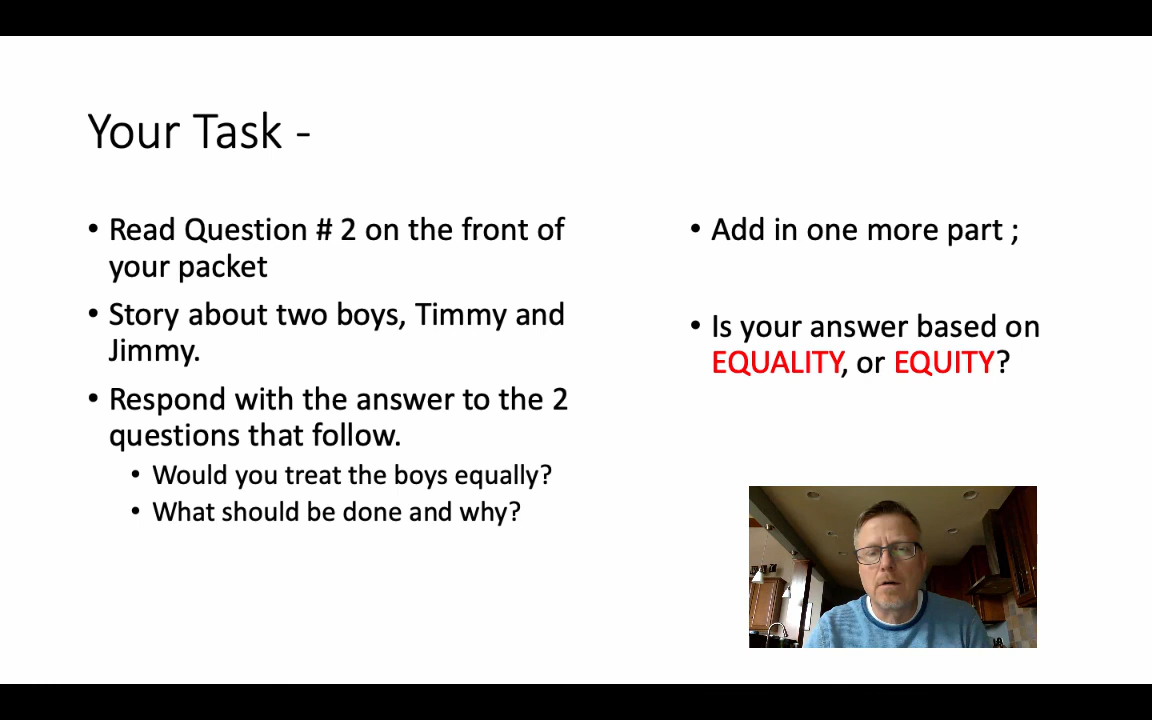 Your Task -
• Read Question # 2 on the front of
your packet
• Story about two boys, Timmy and
Jimmy.
• Respond with the answer to the 2
questions that follow.
• Would you treat the boys equally?
• What should be done and why?
• Add in one more part ;
• Is your answer based on
EQUALITY, or EQUITY?